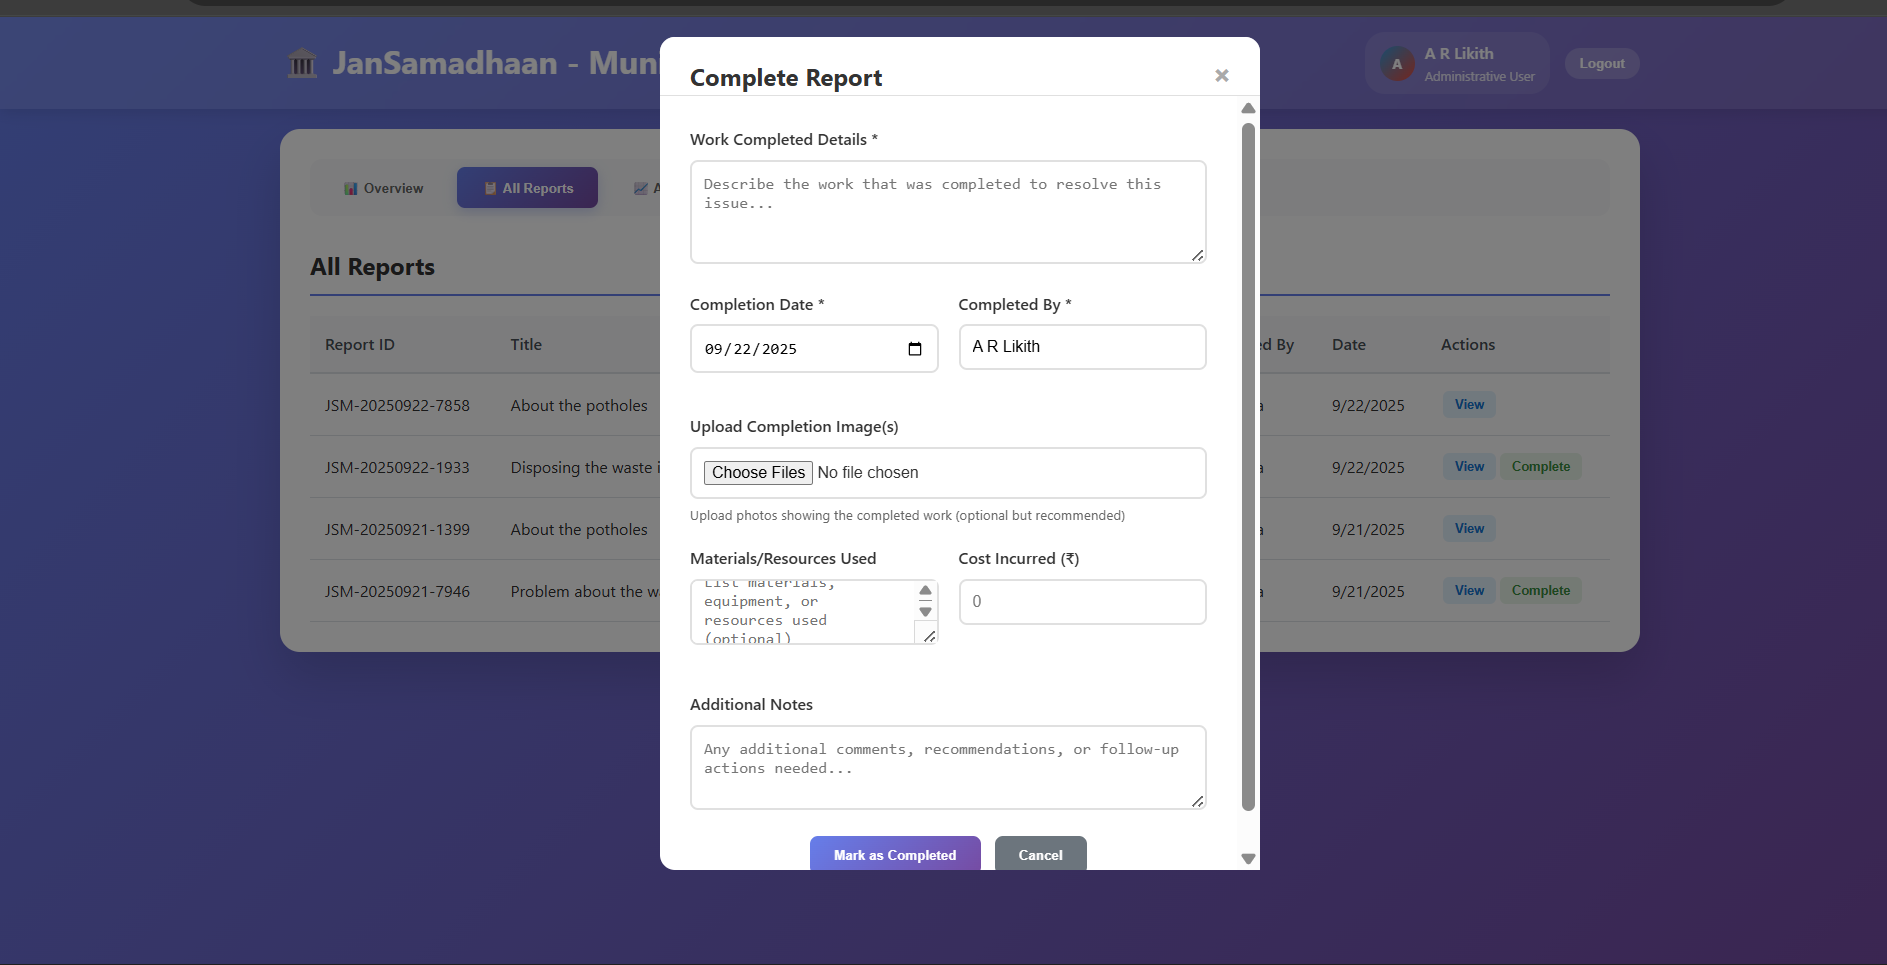 JanSamadhaan - Muni
A R Likith
Administrative User
Logout
A
Overview
All Reports
A
All Reports
Report ID
Title
d By
Date
Actions
JSM-20250922-7858
About the potholes
a
9/22/2025
View
JSM-20250922-1933
Disposing the waste i
a
9/22/2025
View
Complete
JSM-20250921-1399
About the potholes
a
9/21/2025
View
JSM-20250921-7946
Problem about the w
a
9/21/2025
View
Complete
Complete Report
×
Work Completed Details *
Describe the work that was completed to resolve this
issue...
Completion Date *
Completed By *
09/22/2025
A R Likith
Upload Completion Image(s)
Choose Files No file chosen
Upload photos showing the completed work (optional but recommended)
Materials/Resources Used
Cost Incurred (₹)
List materials,
equipment, or
resources used
(optional)
0
Additional Notes
Any additional comments, recommendations, or follow-up
actions needed...
Mark as Completed
Cancel